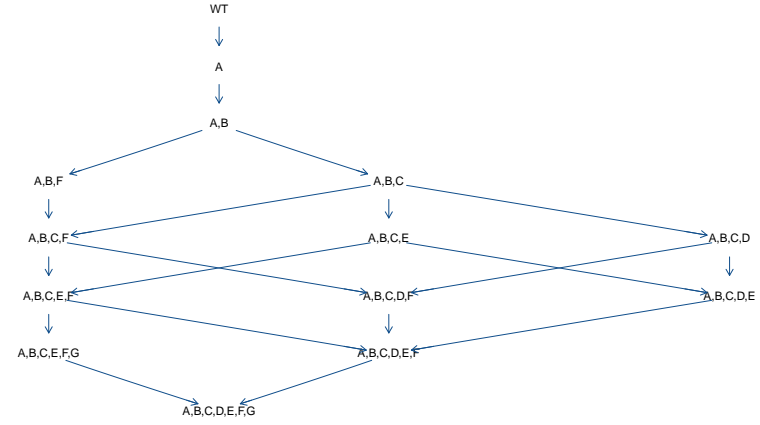 WT
A
A,B
A,B,F
A,B,C
A,B,C,F
A,B,C,E
A,B,C,D
A,B,C,E,F
A,B,C,D,F
A,B,C,D,E
A,B,C,E,F,G
A,B,C,D,E,F
A,B,C,D,E,F,G